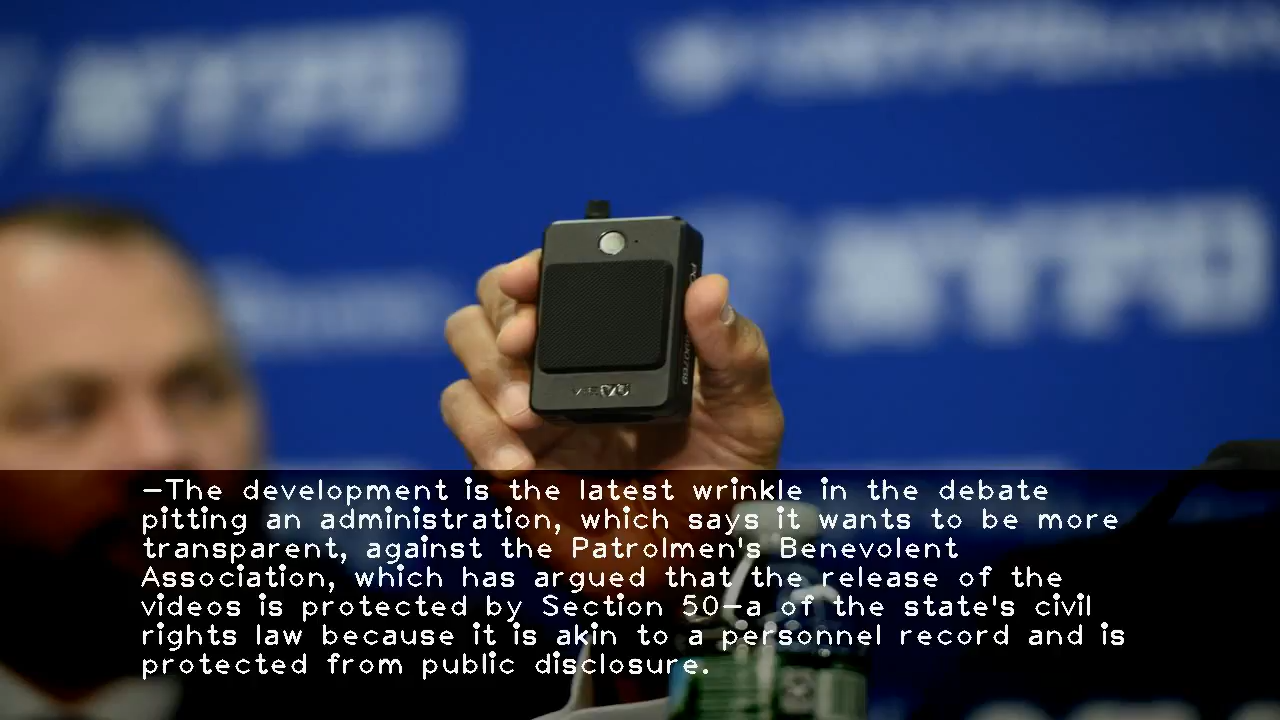 NYPD
NYPD
VIEVU
-The development is the latest wrinkle in the debate
pitting an administration, which says it wants to be more
transparent, against the Patrolmen's Benevolent
Association, which has argued that the release of the
videos is protected by Section 50-a of the state's civil
rights law because it is akin to a personnel record and is
protected from public disclosure.